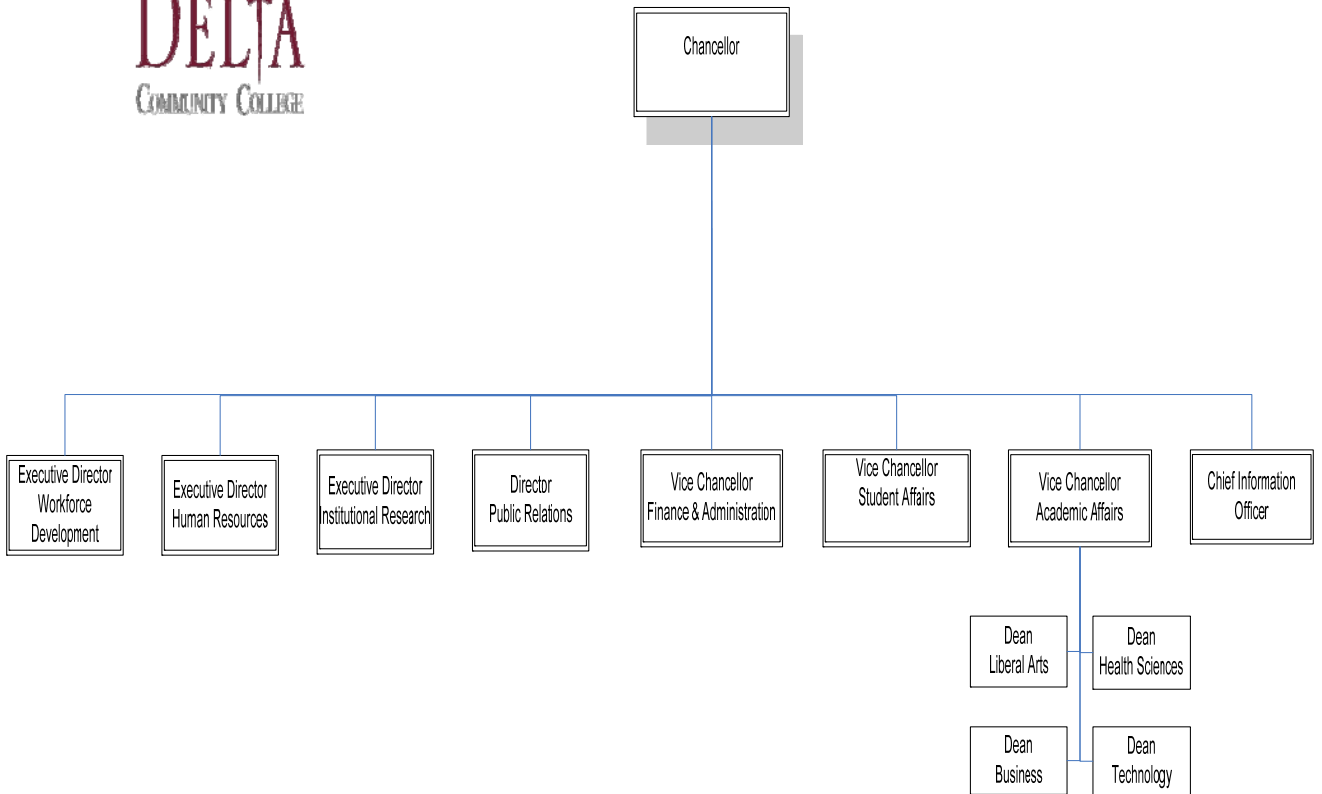 DELTA
COMMUNITY COLLEGE
Chancellor
Executive Director
Workforce
Development
Executive Director
Human Resources
Executive Director
Institutional Research
Director
Public Relations
Vice Chancellor
Finance & Administration
Vice Chancellor
Student Affairs
Vice Chancellor
Academic Affairs
Chief Information
Officer
Dean
Liberal Arts
Dean
Health Sciences
Dean
Business
Dean
Technology